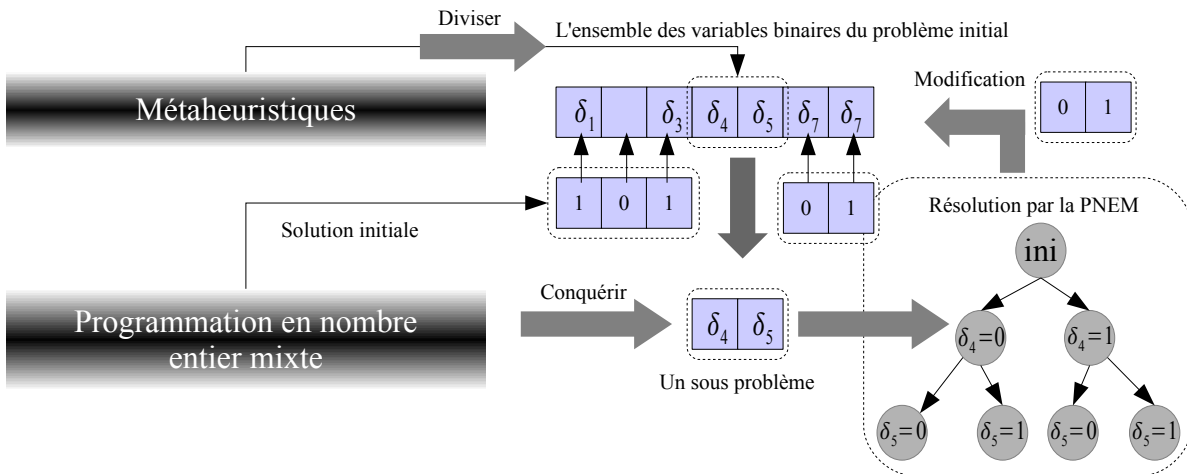 Diviser
L'ensemble des variables binaires du problème initial
Métaheuristiques
Modification
0 1
δ1 δ3 δ4 δ5 δ7 δ7
1 0 1
0 1
Solution initiale
Résolution par la PNEM
ini
Programmation en nombre
entier mixte
Conquérir
δ4 δ5
Un sous problème
δ4=0 δ4=1
δ5=0 δ5=1 δ5=0 δ5=1